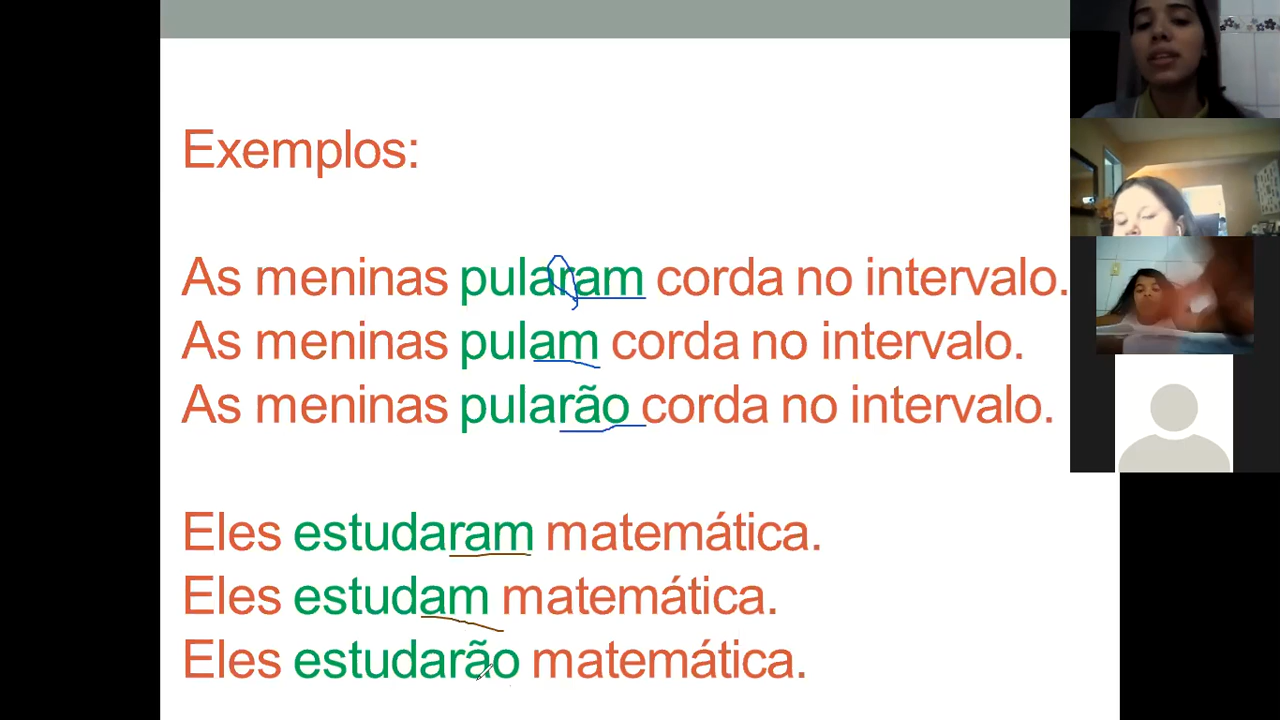 Exemplos:
As meninas pularam corda no intervalo.
As meninas pulam corda no intervalo.
As meninas pularão corda no intervalo.
Eles estudaram matemática.
Eles estudam matemática.
Eles estudarão matemática.